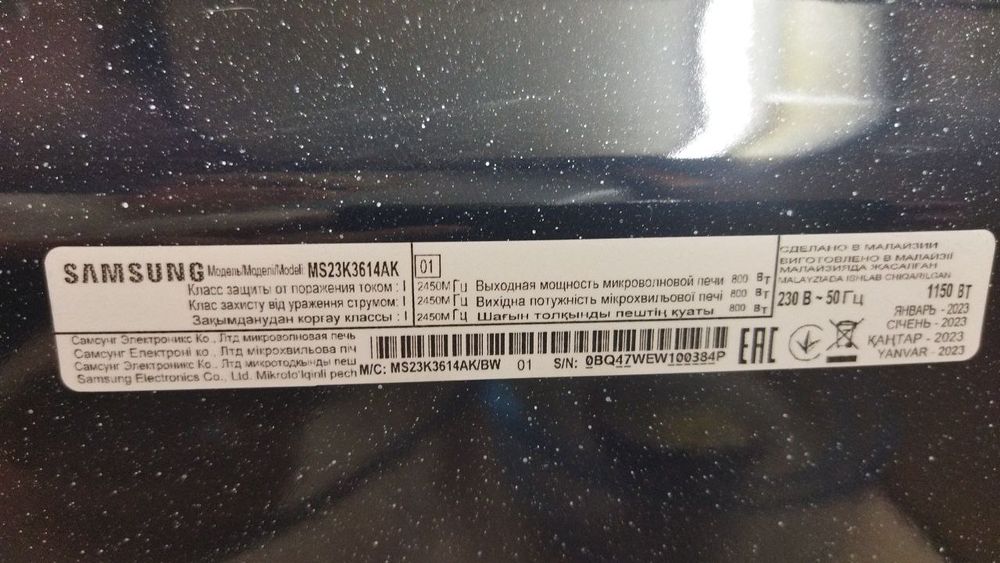 SAMSUNG Модель/Моделі/Model: MS23K3614AK
Класс защиты от поражения током : I
Клас захисту від ураження струмом: I
Зақымданудан қорғау классы : I
01
2450МГц Выходная мощность микроволновой печи 800 Вт
2450МГц Вихідна потужність мікрохвильової печі 800 Вт
2450МГц Шағын толқынды пештің қуаты 800 Вт
СДЕЛАНО В МАЛАЙЗИИ
ВИГОТОВЛЕНО В МАЛАЙЗІЇ
МАЛАЙЗИЯДА ЖАСАЛҒАН
MALAYZIADA ISHLAB CHIQARILGAN
230 В ~ 50 Гц 1150 ВТ
Самсунг Электроникс Ко., Лтд микроволновая печь
Самсунг Електроні ко., Лтд мікрохвильова піч
Самсунг Электроникс Ко., Лтд микротолқынды пеш
Samsung Electronics Co., Ltd. Mikrofo'lqinli pech
M/C: MS23K3614AK/BW 01 S/N: 0BQ47WEW100384P
EAC
ЯНВАРЬ - 2023
СІЧЕНЬ - 2023
ҚАҢТАР - 2023
YANVAR - 2023